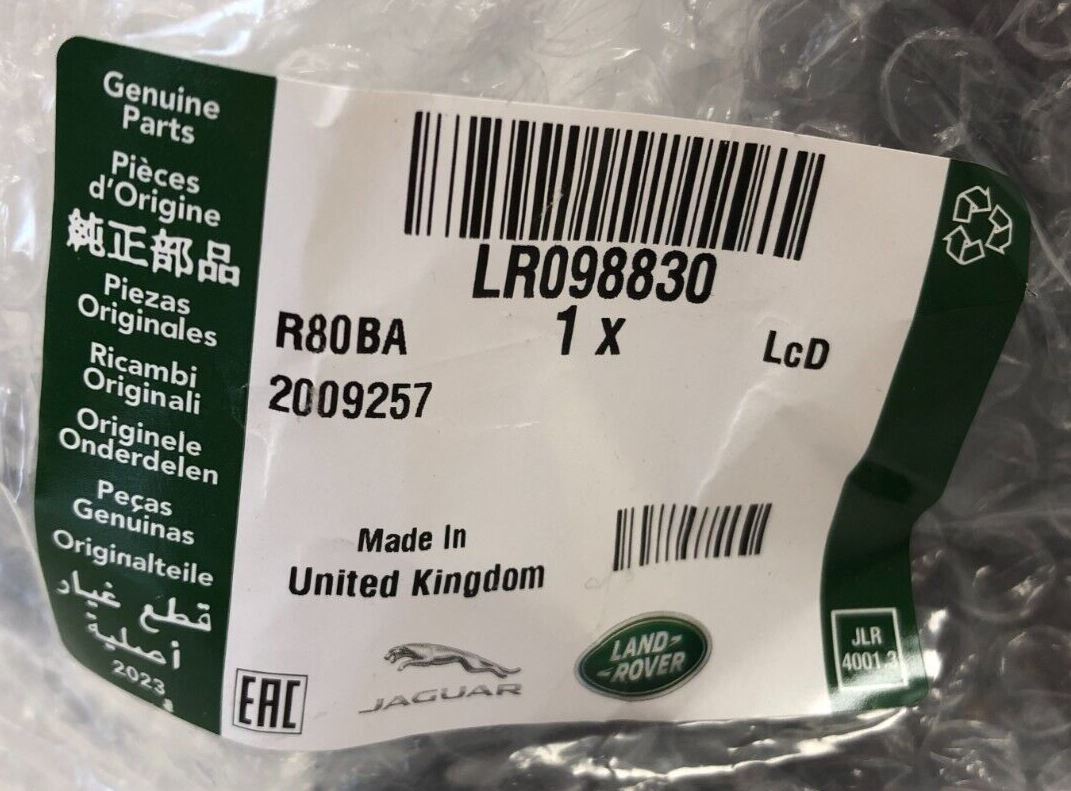 Genuine
Parts
Pièces
d'Origine
純正部品
Piezas
Originales
Ricambi
Originali
Originele
Onderdelen
Peças
Genuinas
Originalteile
قطع غيار
أصلية
2023
LR098830
R80BA
1 x
LcD
2009257
Made In
United Kingdom
EAC
JAGUAR
LAND-
-ROVER
JLR
4001.3